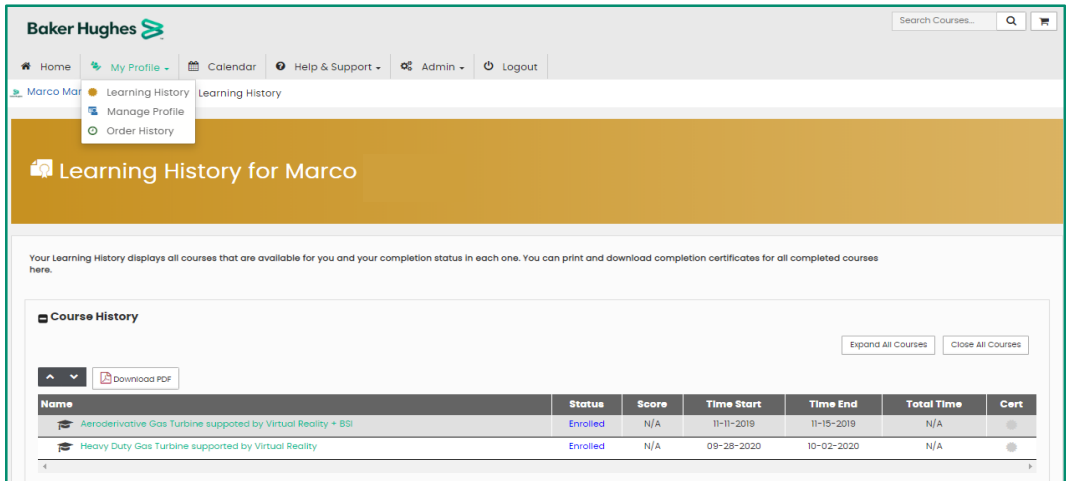 Baker Hughes
Search Courses...
Home My Profile Calendar Help & Support Admin Logout
Marco Mar
Learning History
Learning History
Manage Profile
Order History
Learning History for Marco
Your Learning History displays all courses that are available for you and your completion status in each one. You can print and download completion certificates for all completed courses
here.
Course History
Expand All Courses Close All Courses
Download PDF
Name Status Score Time Start Time End Total Time Cert
Aeroderivative Gas Turbine suppoted by Virtual Reality + BSI Enrolled N/A 11-11-2019 11-15-2019 N/A
Heavy Duty Gas Turbine supported by Virtual Reality Enrolled N/A 09-28-2020 10-02-2020 N/A